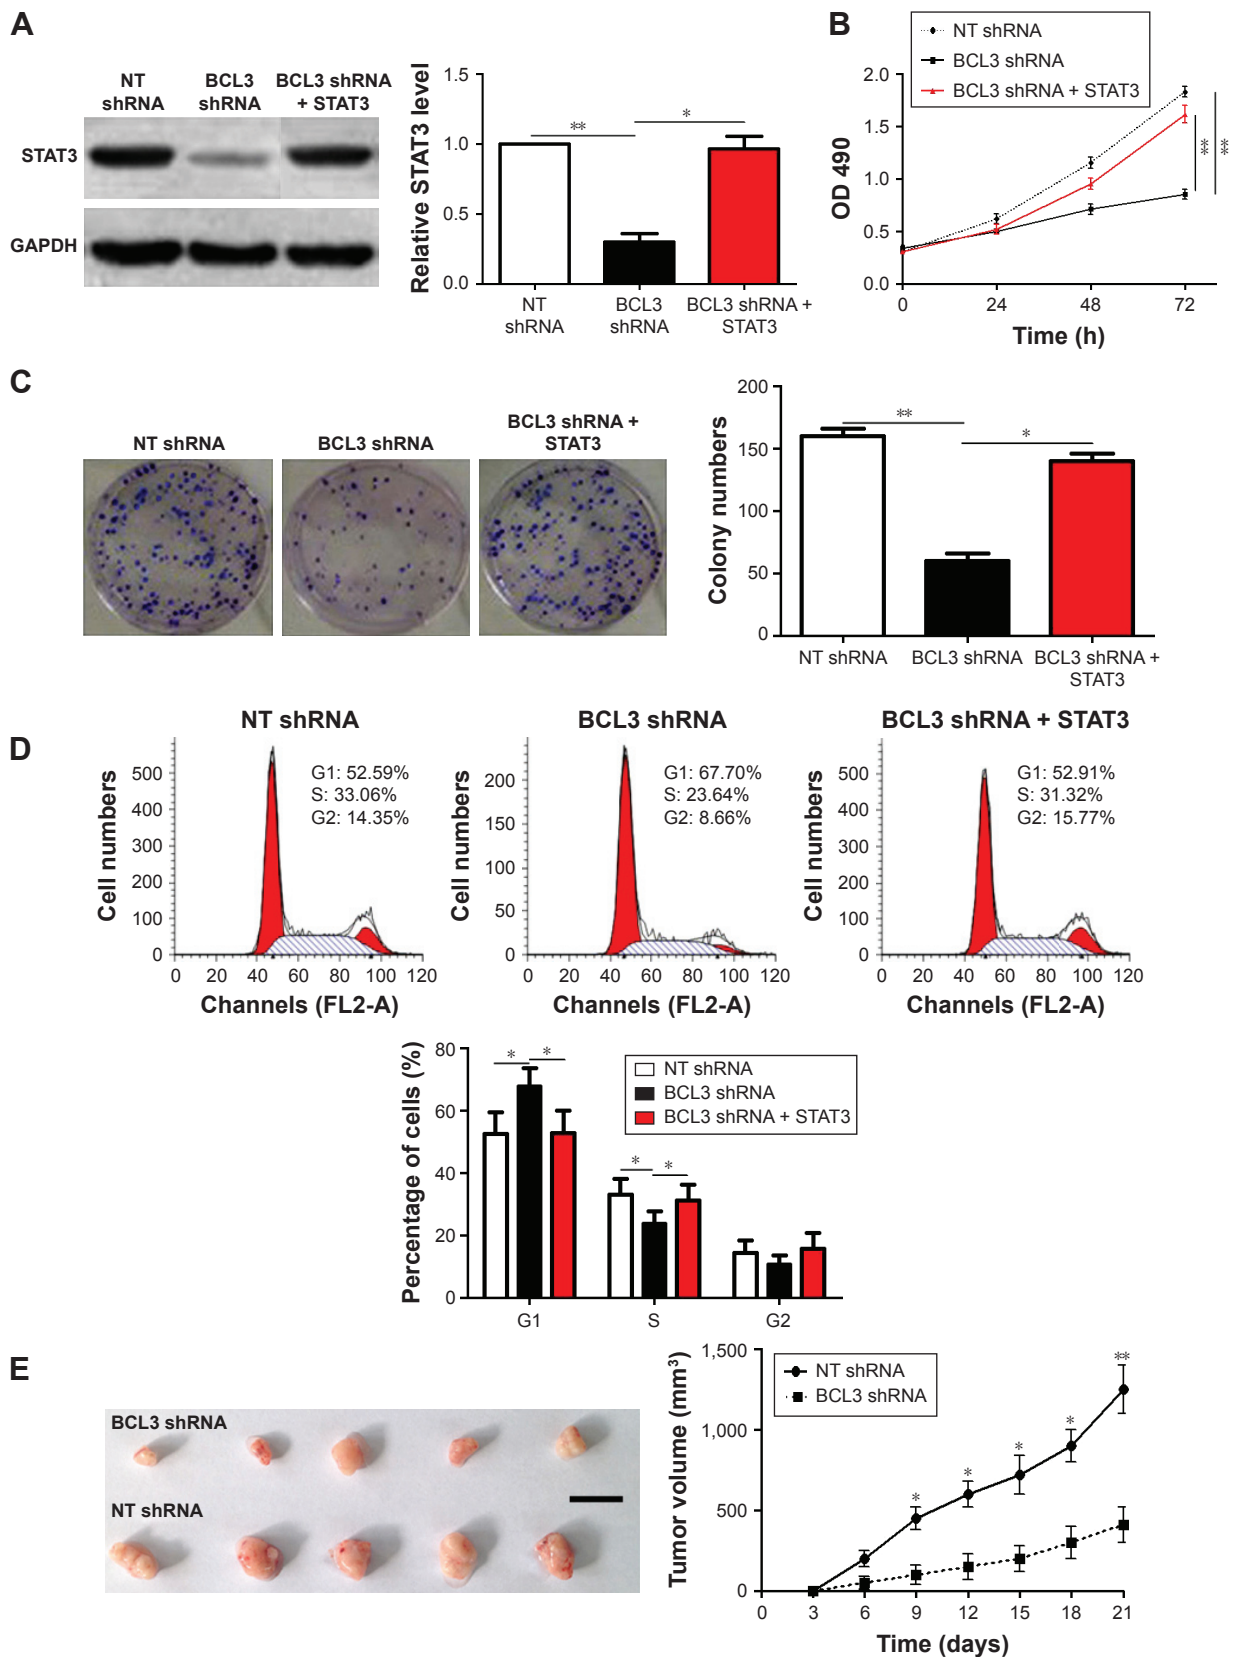 A
NT
shRNA
BCL3
shRNA
BCL3 shRNA
+ STAT3
STAT3
GAPDH
Relative STAT3 level
1.5
1.0
0.5
0.0
**
*
NT
shRNA
BCL3
shRNA
BCL3 shRNA +
STAT3
B
NT shRNA
BCL3 shRNA
BCL3 shRNA + STAT3
OD 490
2.0
1.5
1.0
0.5
0.0
**
**
0 24 48 72
Time (h)
C
NT shRNA
BCL3 shRNA
BCL3 shRNA +
STAT3
Colony numbers
200
150
100
50
0
**
*
NT shRNA
BCL3 shRNA
BCL3 shRNA +
STAT3
D
NT shRNA
Cell numbers
500
400
300
200
100
0
G1: 52.59%
S: 33.06%
G2: 14.35%
0 20 40 60 80 100 120
Channels (FL2-A)
BCL3 shRNA
Cell numbers
200
150
100
50
0
G1: 67.70%
S: 23.64%
G2: 8.66%
0 20 40 60 80 100 120
Channels (FL2-A)
BCL3 shRNA + STAT3
Cell numbers
500
400
300
200
100
0
G1: 52.91%
S: 31.32%
G2: 15.77%
0 20 40 60 80 100 120
Channels (FL2-A)
Percentage of cells (%)
80
60
40
20
0
* *
* *
NT shRNA
BCL3 shRNA
BCL3 shRNA + STAT3
G1 S G2
E
BCL3 shRNA
NT shRNA
Tumor volume (mm³)
1,500
1,000
500
0
NT shRNA
BCL3 shRNA
* * * * **
0 3 6 9 12 15 18 21
Time (days)